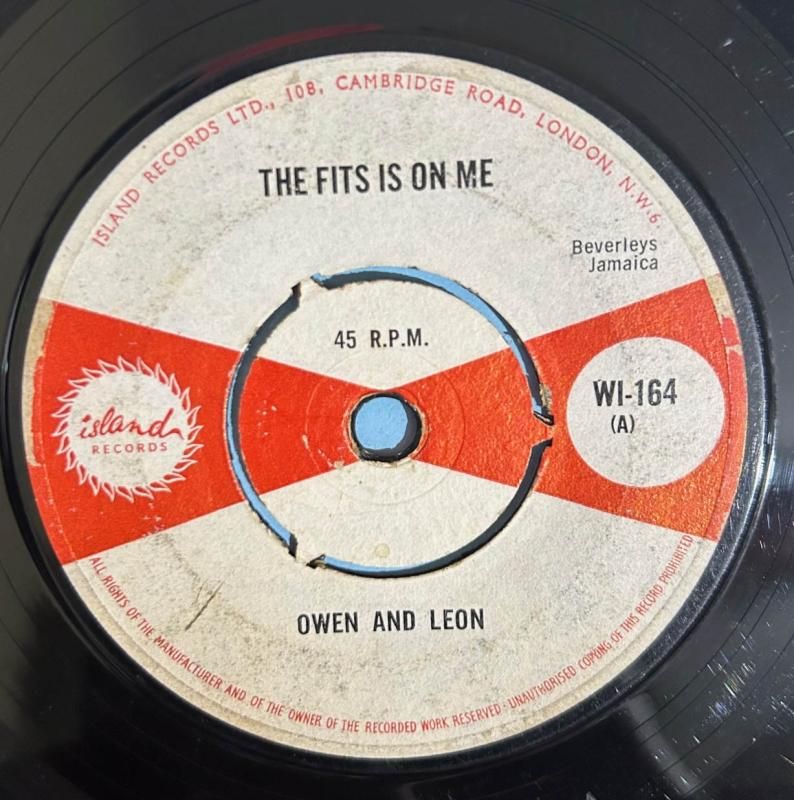 ISLAND RECORDS LTD., 108, CAMBRIDGE ROAD, LONDON, N.W.6.
THE FITS IS ON ME
Beverleys
Jamaica
45 R.P.M.
island
RECORDS
WI-164
(A)
OWEN AND LEON
ALL RIGHTS OF THE MANUFACTURER AND OF THE OWNER OF THE RECORDED WORK RESERVED · UNAUTHORISED COPYING OF THIS RECORD PROHIBITED